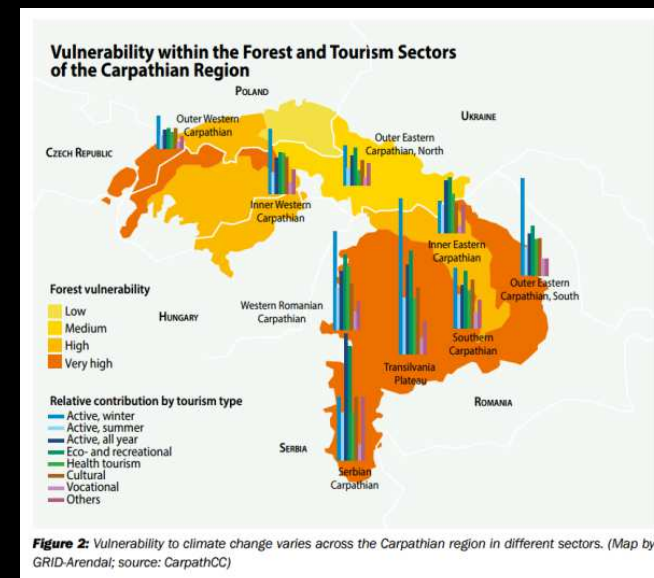 Vulnerability within the Forest and Tourism Sectors
of the Carpathian Region
POLAND
UKRAINE
Outer Western
Carpathian
CZECH REPUBLIC
Outer Eastern
Carpathian, North
Inner Western
Carpathian
Inner Eastern
Carpathian
Outer Eastern
Carpathian, South
Forest vulnerability
Low
Medium
High
Very high
HUNGARY
Western Romanian
Carpathian
Southern
Carpathian
Transilvania
Plateau
ROMANIA
Relative contribution by tourism type
Active, winter
Active, summer
Active, all year
Eco- and recreational
Health tourism
Cultural
Vocational
Others
SERBIA
Serbian
Carpathian
Figure 2: Vulnerability to climate change varies across the Carpathian region in different sectors. (Map by
GRID-Arendal; source: CarpathCC)